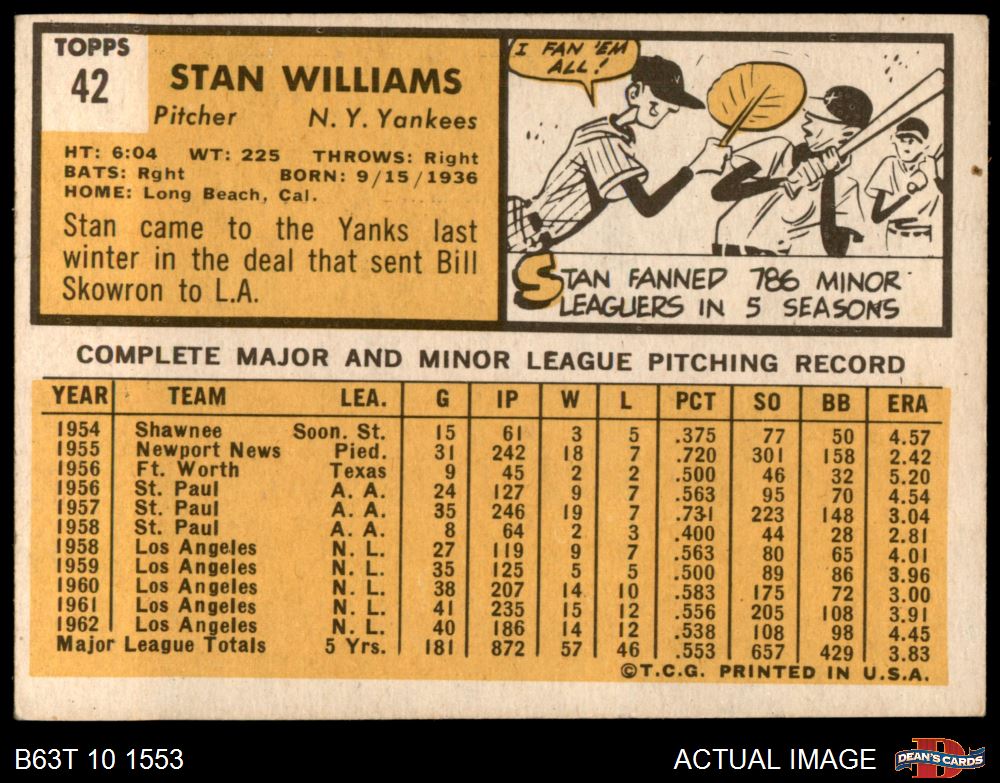 TOPPS
42
STAN WILLIAMS
Pitcher N. Y. Yankees
HT: 6:04 WT: 225 THROWS: Right
BATS: Rght BORN: 9/15/1936
HOME: Long Beach, Cal.
Stan came to the Yanks last
winter in the deal that sent Bill
Skowron to L.A.
I FAN 'EM
ALL!
STAN FANNED 786 MINOR
LEAGUERS IN 5 SEASONS
COMPLETE MAJOR AND MINOR LEAGUE PITCHING RECORD
YEAR TEAM LEA. G IP W L PCT SO BB ERA
1954 Shawnee Soon. St. 15 61 3 5 .375 77 50 4.57
1955 Newport News Pied. 31 242 18 7 .720 301 158 2.42
1956 Ft. Worth Texas 9 45 2 2 .500 46 32 5.20
1956 St. Paul A. A. 24 127 9 7 .563 95 70 4.54
1957 St. Paul A. A. 35 246 19 7 .731 223 148 3.04
1958 St. Paul A. A. 8 64 2 3 .400 44 28 2.81
1958 Los Angeles N. L. 27 119 9 7 .563 80 65 4.01
1959 Los Angeles N. L. 35 125 5 5 .500 89 86 3.96
1960 Los Angeles N. L. 38 207 14 10 .583 175 72 3.00
1961 Los Angeles N. L. 41 235 15 12 .556 205 108 3.91
1962 Los Angeles N. L. 40 186 14 12 .538 108 98 4.45
Major League Totals 5 Yrs. 181 872 57 46 .553 657 429 3.83
©T.C.G. PRINTED IN U.S.A.
B63T 10 1553 ACTUAL IMAGE
D
DEAN'S CARDS